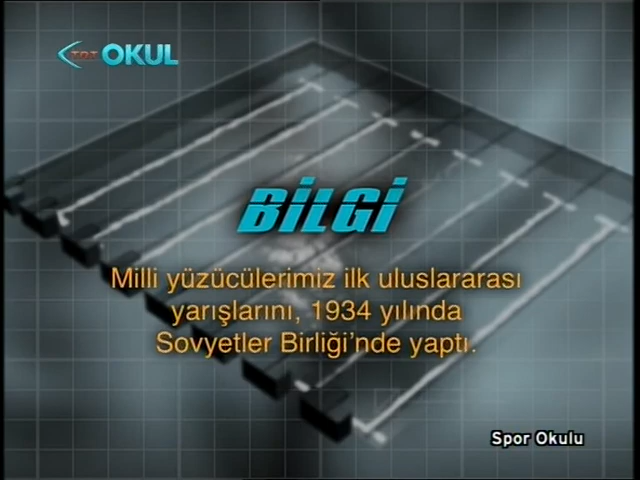 TRT OKUL
BİLGİ
Milli yüzücülerimiz ilk uluslararası
yarışlarını, 1934 yılında
Sovyetler Birliği'nde yaptı.
Spor Okulu